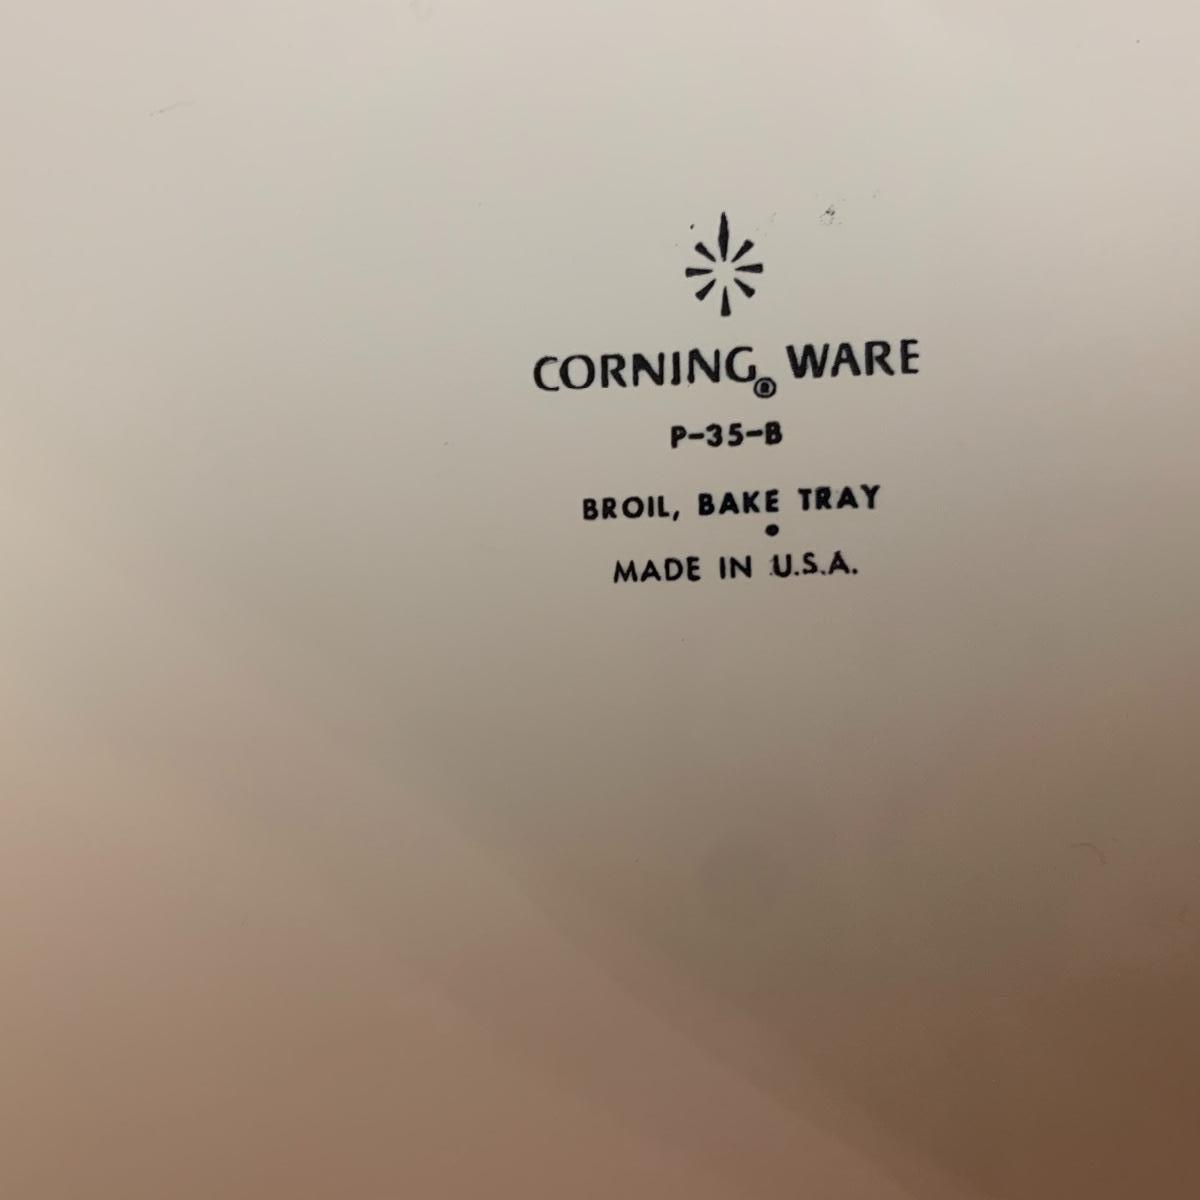 CORNING® WARE
P-35-B
BROIL, BAKE TRAY
MADE IN U.S.A.